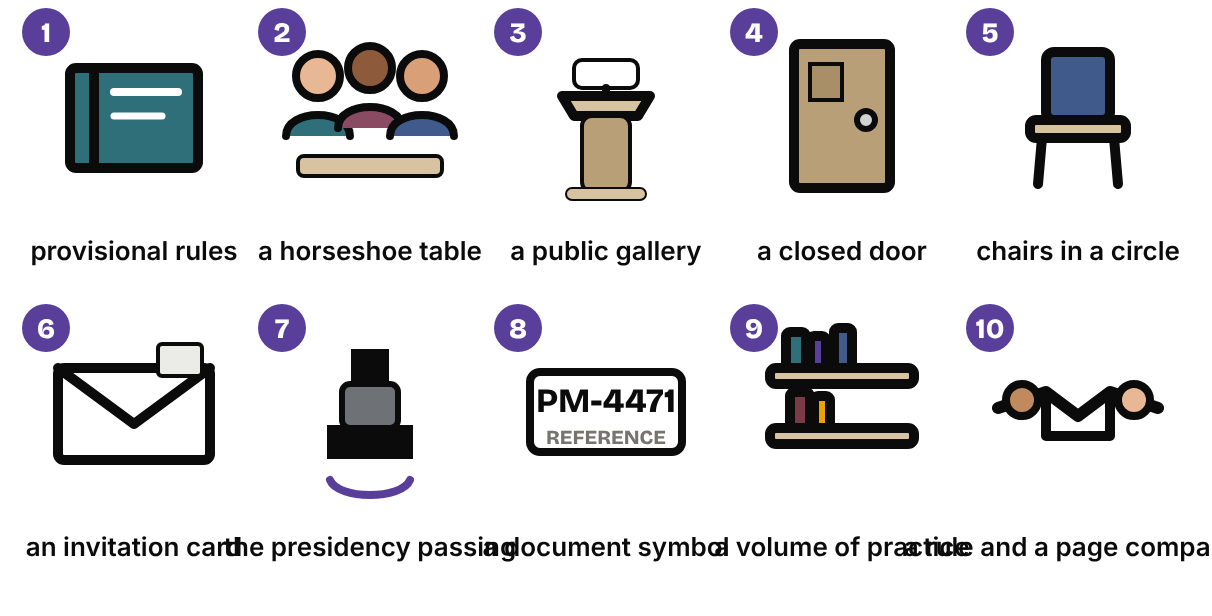 1
2
3
4
5
provisional rules
a horseshoe table
a public gallery
a closed door
chairs in a circle
6
7
8
9
10
PM-4471
REFERENCE
an invitation card
the presidency passing
a document symbol
a volume of practice
a rule and a page compa